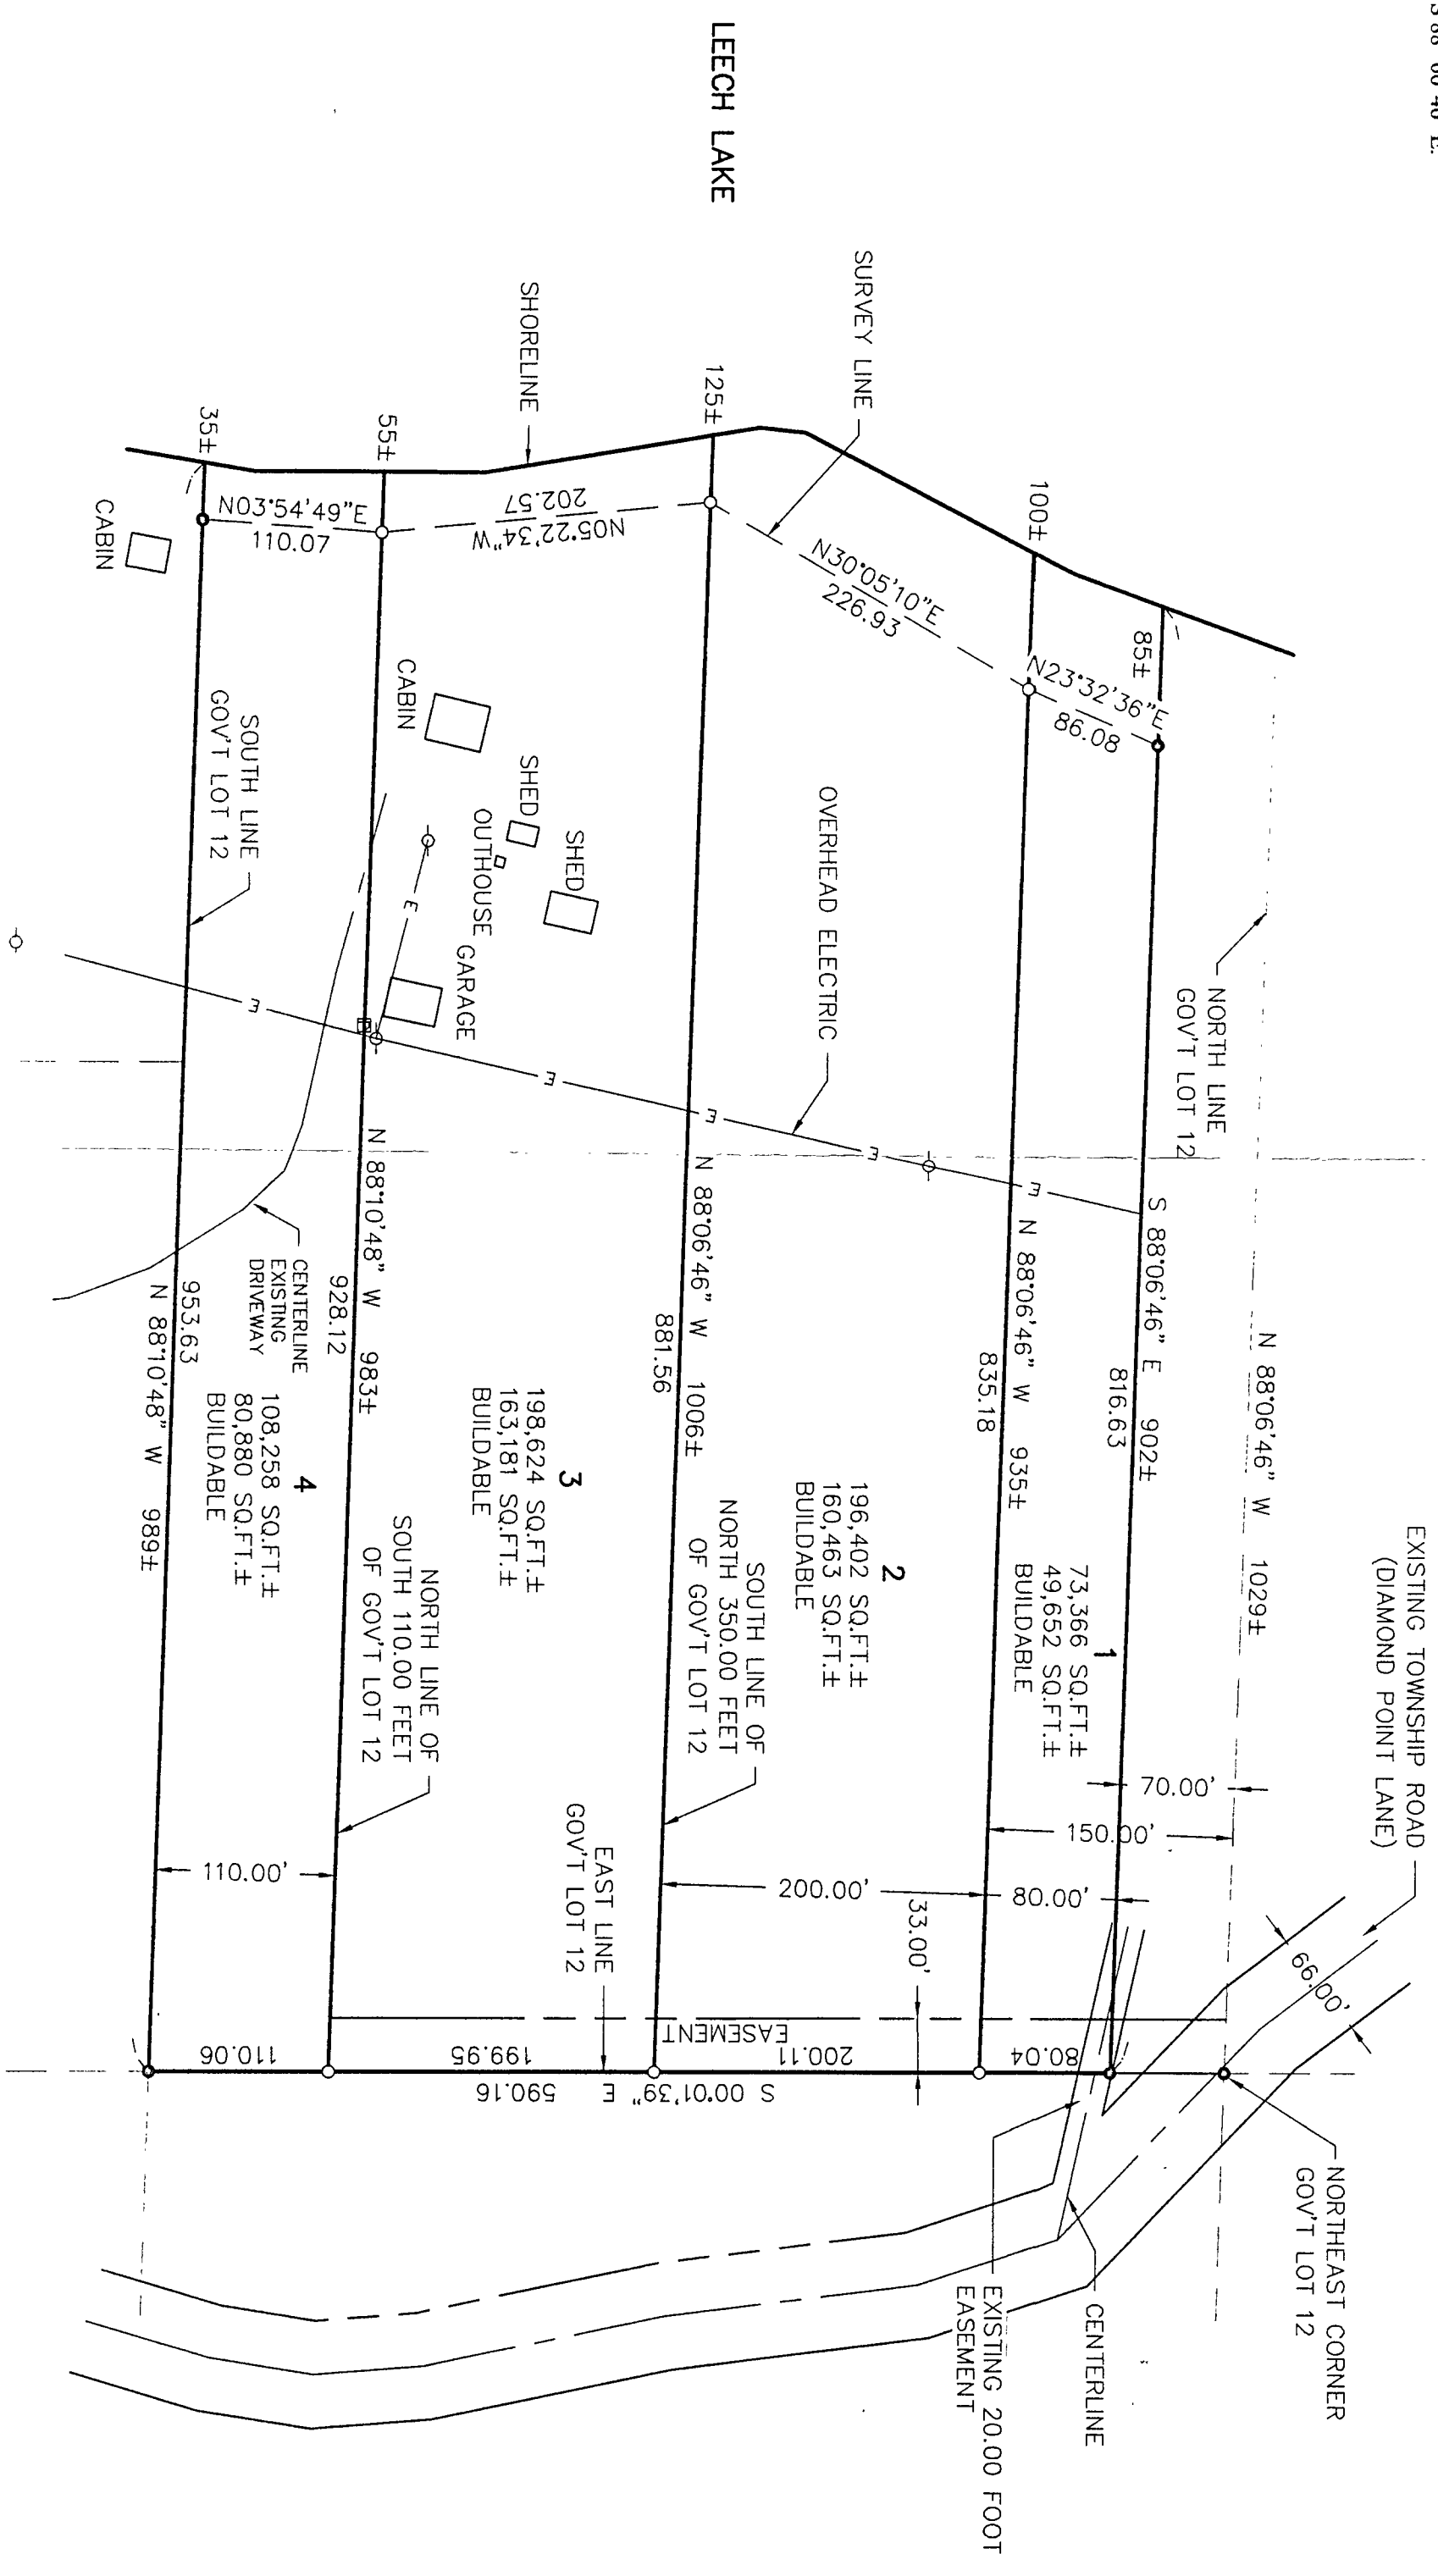 S 88° 06' 46" E.
EXISTING TOWNSHIP ROAD
(DIAMOND POINT LANE)
66.00'
NORTHEAST CORNER
GOV'T LOT 12
N 88°06'46" W 1029±
NORTH LINE
GOV'T LOT 12
70.00'
150.00'
85±
S 88°06'46" E 902±
816.63
1
73,366 SQ.FT.±
49,652 SQ.FT.±
BUILDABLE
80.00'
80.04
N23°32'36"E
86.08
CENTERLINE
EXISTING 20.00 FOOT
EASEMENT
100±
N 88°06'46" W 935±
835.18
SURVEY LINE
N30°05'10"E
226.93
OVERHEAD ELECTRIC
E
E
E
2
196,402 SQ.FT.±
160,463 SQ.FT.±
BUILDABLE
200.00'
33.00'
200.11
EASEMENT
SOUTH LINE OF
NORTH 350.00 FEET
OF GOV'T LOT 12
LEECH LAKE
125±
N 88°06'46" W 1006±
881.56
S 00°01'39" E 590.16
EAST LINE
GOV'T LOT 12
199.95
SHORELINE
N05°22'34"W
202.57
SHED
SHED
OUTHOUSE
GARAGE
CABIN
E
E
3
198,624 SQ.FT.±
163,181 SQ.FT.±
BUILDABLE
NORTH LINE OF
SOUTH 110.00 FEET
OF GOV'T LOT 12
55±
N 88°10'48" W 983±
928.12
N03°54'49"E
110.07
CENTERLINE
EXISTING
DRIVEWAY
4
108,258 SQ.FT.±
80,880 SQ.FT.±
BUILDABLE
110.00'
110.06
SOUTH LINE
GOV'T LOT 12
E
35±
953.63
N 88°10'48" W 989±
CABIN